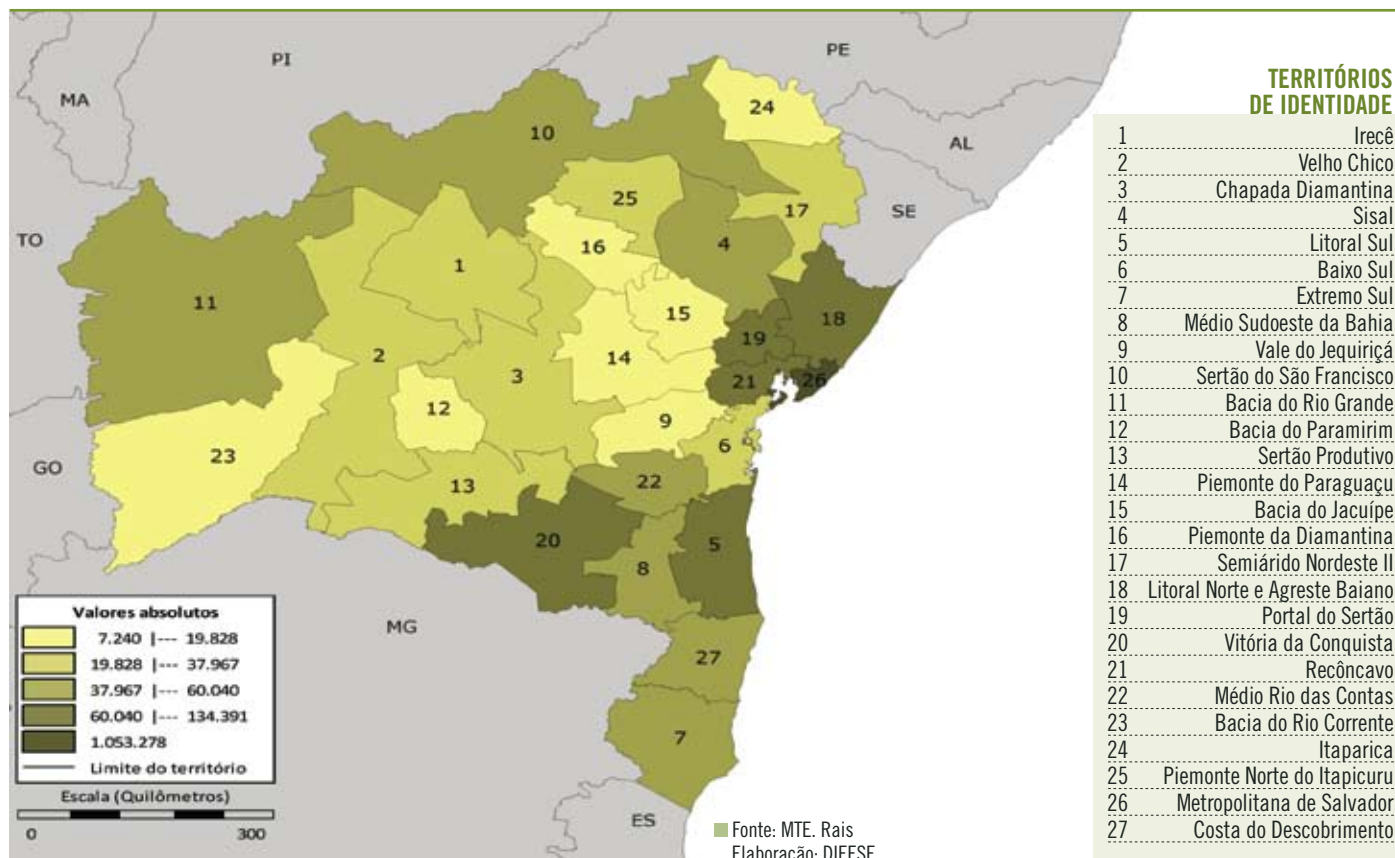 PI
PE
MA
AL
SE
TO
GO
MG
ES
24
10
25
17
16
4
1
11
15
18
19
2
14
3
21
26
12
9
23
6
13
22
20
5
8
27
7
Valores absolutos
7.240 |--- 19.828
19.828 |--- 37.967
37.967 |--- 60.040
60.040 |--- 134.391
1.053.278
Limite do território
Escala (Quilômetros)
0 300
Fonte: MTE. Rais
Elaboração: DIEESE
TERRITÓRIOS
DE IDENTIDADE
1 Irecê
2 Velho Chico
3 Chapada Diamantina
4 Sisal
5 Litoral Sul
6 Baixo Sul
7 Extremo Sul
8 Médio Sudoeste da Bahia
9 Vale do Jequiriçá
10 Sertão do São Francisco
11 Bacia do Rio Grande
12 Bacia do Paramirim
13 Sertão Produtivo
14 Piemonte do Paraguaçu
15 Bacia do Jacuípe
16 Piemonte da Diamantina
17 Semiárido Nordeste II
18 Litoral Norte e Agreste Baiano
19 Portal do Sertão
20 Vitória da Conquista
21 Recôncavo
22 Médio Rio das Contas
23 Bacia do Rio Corrente
24 Itaparica
25 Piemonte Norte do Itapicuru
26 Metropolitana de Salvador
27 Costa do Descobrimento